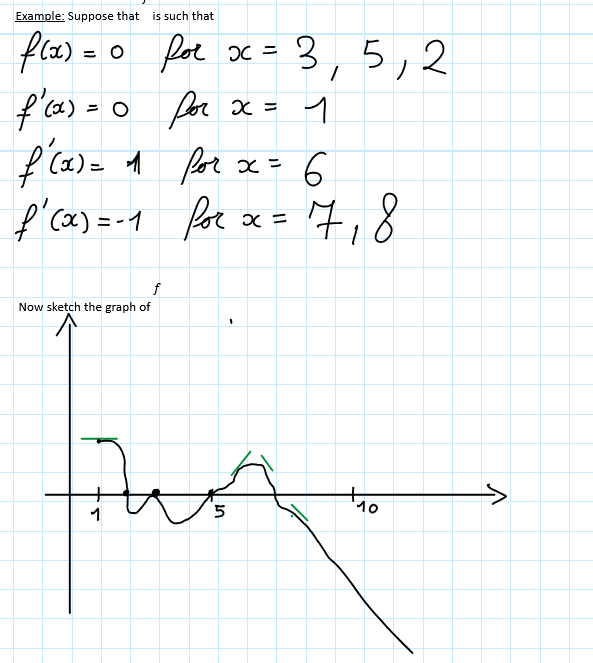 Example: Suppose that is such that
f(x) = 0 for x = 3, 5, 2
f'(x) = 0 for x = 1
f'(x) = 1 for x = 6
f'(x) = -1 for x = 7, 8
f
Now sketch the graph of
1
5
10